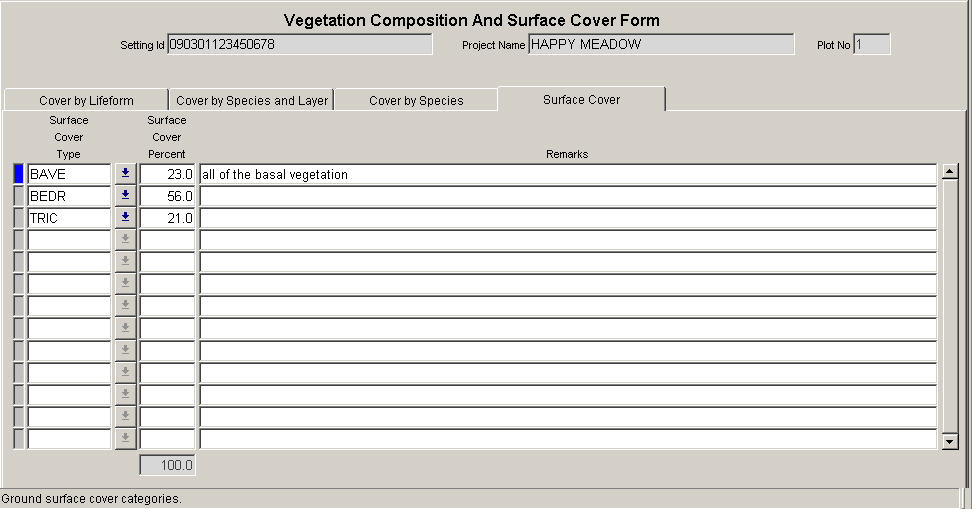 Vegetation Composition And Surface Cover Form
Setting Id 090301123450678 Project Name HAPPY MEADOW Plot No 1
Cover by Lifeform Cover by Species and Layer Cover by Species Surface Cover
Surface Surface
Cover Cover
Type Percent Remarks
BAVE 23.0 all of the basal vegetation
BEDR 56.0
TRIC 21.0
100.0
Ground surface cover categories.